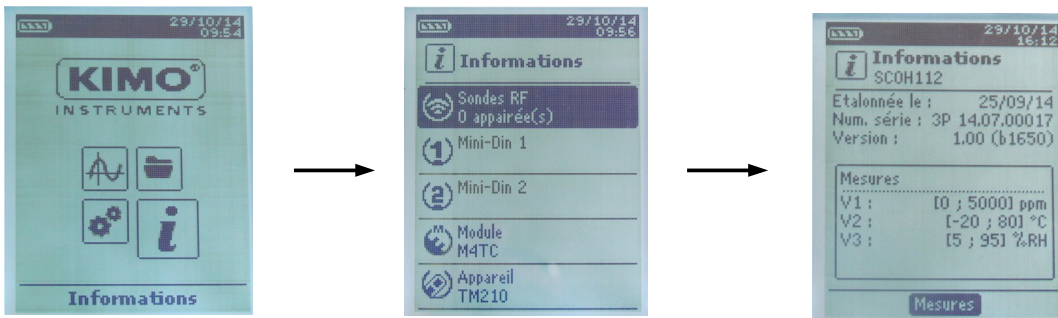 29/10/14
09:54
KIMO®
INSTRUMENTS
Informations
29/10/14
09:56
i Informations
Sondes RF
0 appairée(s)
1 Mini-Din 1
2 Mini-Din 2
Module
M4TC
Appareil
TM210
29/10/14
16:12
i Informations
SCOH112
Etalonnée le : 25/09/14
Num. série : 3P 14.07.00017
Version : 1.00 (b1650)
Mesures
V1 : [0 ; 5000] ppm
V2 : [-20 ; 80] °C
V3 : [5 ; 95] %RH
Mesures